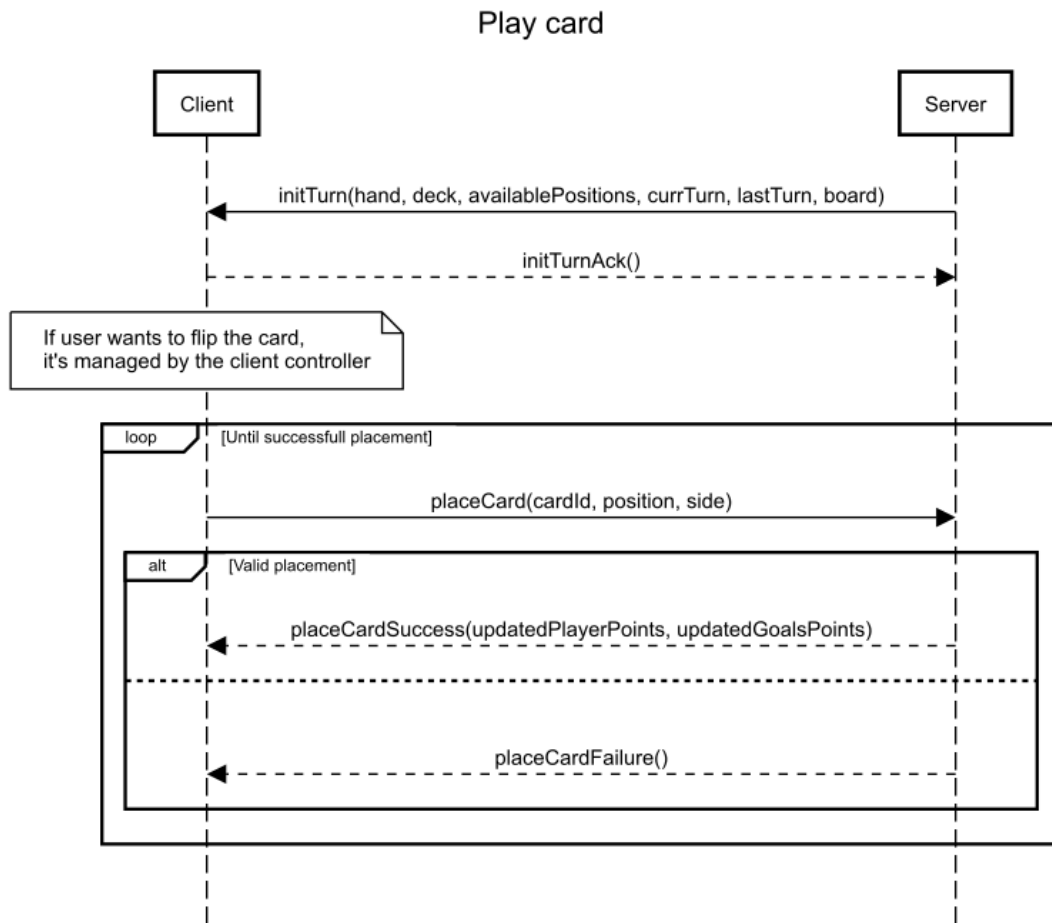 Play card
Client
Server
initTurn(hand, deck, availablePositions, currTurn, lastTurn, board)
initTurnAck()
If user wants to flip the card,
it's managed by the client controller
loop
[Until successfull placement]
placeCard(cardId, position, side)
alt
[Valid placement]
placeCardSuccess(updatedPlayerPoints, updatedGoalsPoints)
placeCardFailure()